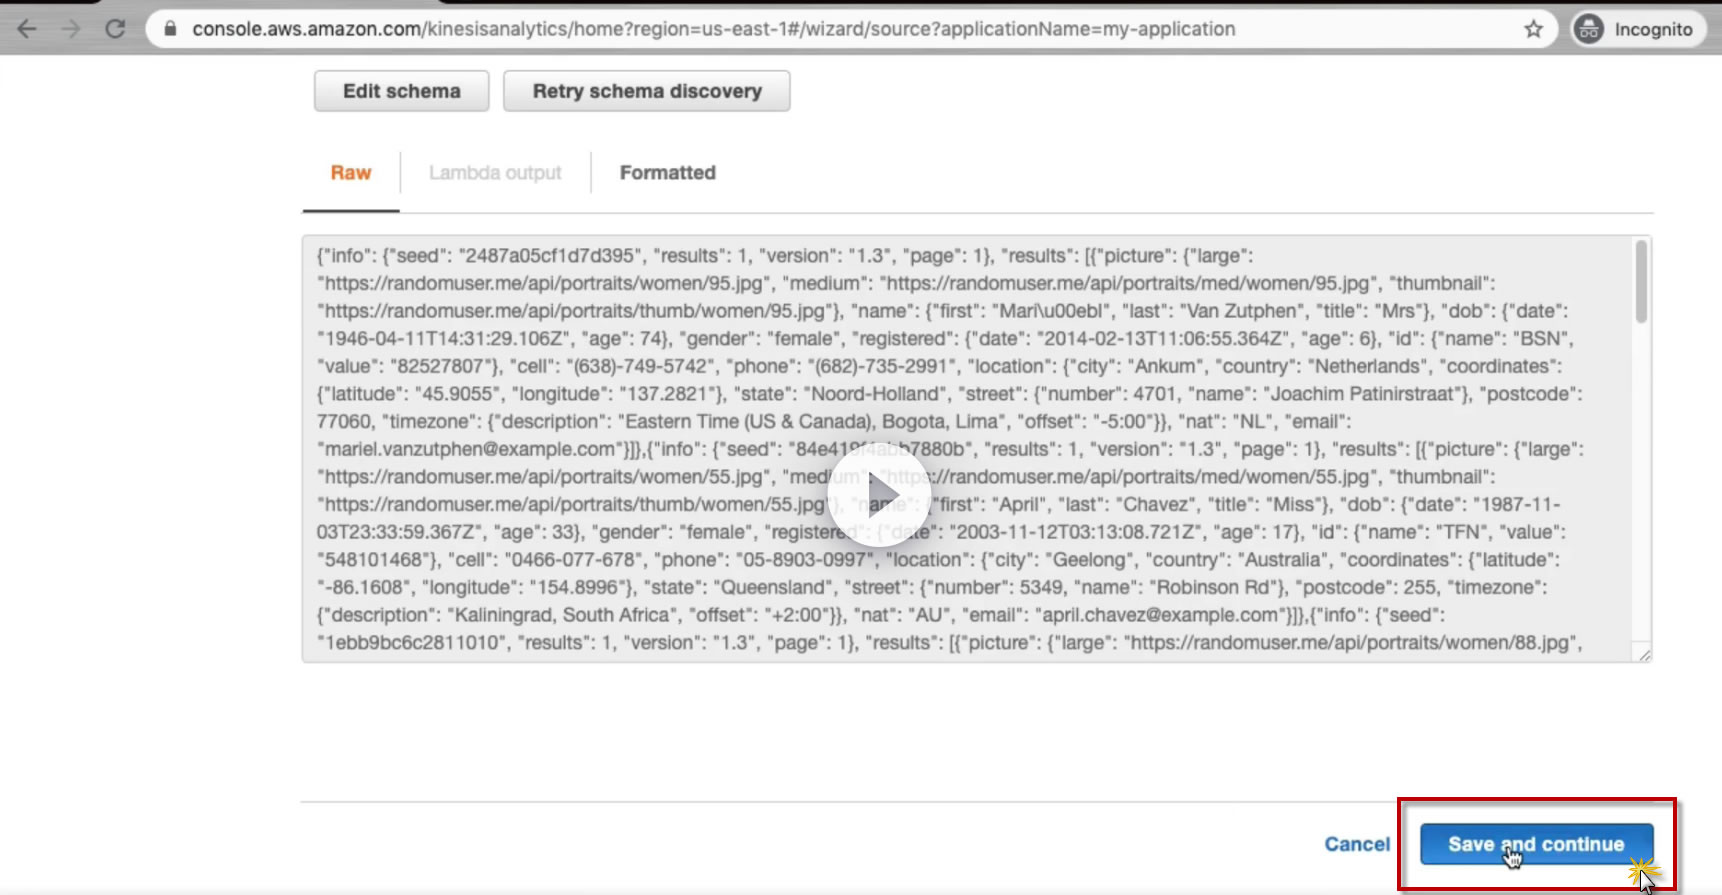 console.aws.amazon.com/kinesisanalytics/home?region=us-east-1#/wizard/source?applicationName=my-application
Incognito
Edit schema
Retry schema discovery
Raw
Lambda output
Formatted
{"info": {"seed": "2487a05cf1d7d395", "results": 1, "version": "1.3", "page": 1}, "results": [{"picture": {"large":
"https://randomuser.me/api/portraits/women/95.jpg", "medium": "https://randomuser.me/api/portraits/med/women/95.jpg", "thumbnail":
"https://randomuser.me/api/portraits/thumb/women/95.jpg"}, "name": {"first": "Mari\u00ebl", "last": "Van Zutphen", "title": "Mrs"}, "dob": {"date":
"1946-04-11T14:31:29.106Z", "age": 74}, "gender": "female", "registered": {"date": "2014-02-13T11:06:55.364Z", "age": 6}, "id": {"name": "BSN",
"value": "82527807"}, "cell": "(638)-749-5742", "phone": "(682)-735-2991", "location": {"city": "Ankum", "country": "Netherlands", "coordinates":
{"latitude": "45.9055", "longitude": "137.2821"}, "state": "Noord-Holland", "street": {"number": 4701, "name": "Joachim Patinirstraat"}, "postcode":
77060, "timezone": {"description": "Eastern Time (US & Canada), Bogota, Lima", "offset": "-5:00"}}, "nat": "NL", "email":
"mariel.vanzutphen@example.com"}]},{"info": {"seed": "84e419f4abb7880b", "results": 1, "version": "1.3", "page": 1}, "results": [{"picture": {"large":
"https://randomuser.me/api/portraits/women/55.jpg", "medium": "https://randomuser.me/api/portraits/med/women/55.jpg", "thumbnail":
"https://randomuser.me/api/portraits/thumb/women/55.jpg"}, "name": {"first": "April", "last": "Chavez", "title": "Miss"}, "dob": {"date": "1987-11-
03T23:33:59.367Z", "age": 33}, "gender": "female", "registered": {"date": "2003-11-12T03:13:08.721Z", "age": 17}, "id": {"name": "TFN", "value":
"548101468"}, "cell": "0466-077-678", "phone": "05-8903-0997", "location": {"city": "Geelong", "country": "Australia", "coordinates": {"latitude":
"-86.1608", "longitude": "154.8996"}, "state": "Queensland", "street": {"number": 5349, "name": "Robinson Rd"}, "postcode": 255, "timezone":
{"description": "Kaliningrad, South Africa", "offset": "+2:00"}}, "nat": "AU", "email": "april.chavez@example.com"}]},{"info": {"seed":
"1ebb9bc6c2811010", "results": 1, "version": "1.3", "page": 1}, "results": [{"picture": {"large": "https://randomuser.me/api/portraits/women/88.jpg",
Cancel
Save and continue